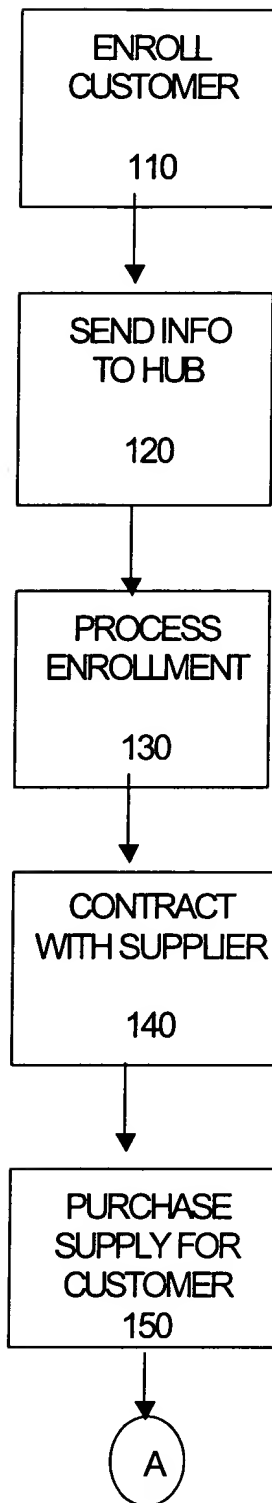 ENROLL
CUSTOMER
110
SEND INFO
TO HUB
120
PROCESS
ENROLLMENT
130
CONTRACT
WITH SUPPLIER
140
PURCHASE
SUPPLY FOR
CUSTOMER
150
A